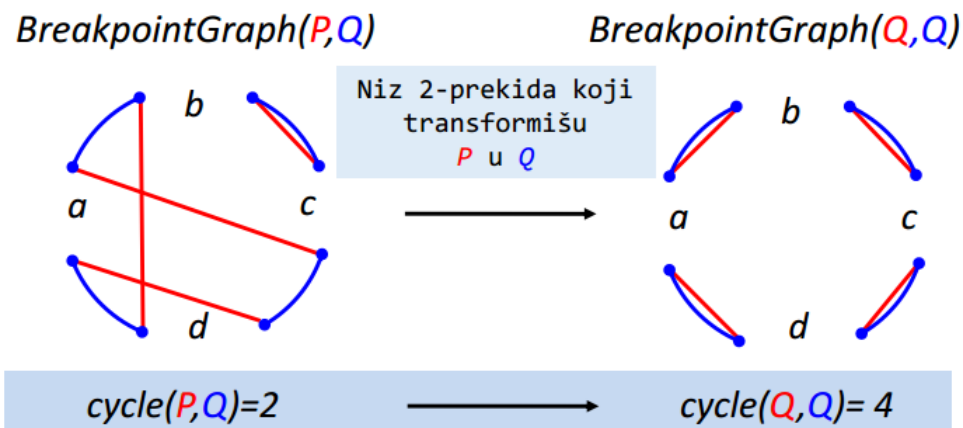 BreakpointGraph(P,Q)
BreakpointGraph(Q,Q)
Niz 2-prekida koji
transformišu
P u Q
b
a
c
d
b
a
c
d
cycle(P,Q)=2
cycle(Q,Q)= 4